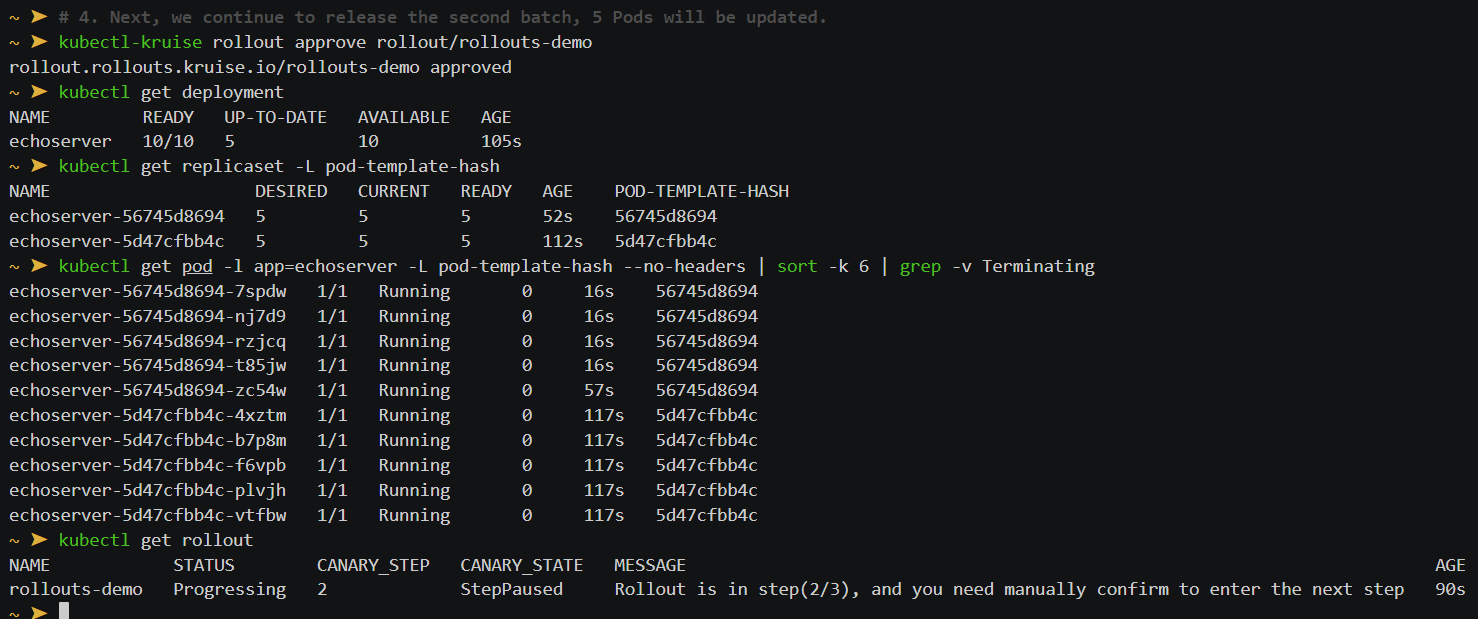 ~ ➤ # 4. Next, we continue to release the second batch, 5 Pods will be updated.
~ ➤ kubectl-kruise rollout approve rollout/rollouts-demo
rollout.rollouts.kruise.io/rollouts-demo approved
~ ➤ kubectl get deployment
NAME         READY   UP-TO-DATE   AVAILABLE   AGE
echoserver   10/10   5            10          105s
~ ➤ kubectl get replicaset -L pod-template-hash
NAME                    DESIRED   CURRENT   READY   AGE    POD-TEMPLATE-HASH
echoserver-56745d8694   5         5         5       52s    56745d8694
echoserver-5d47cfbb4c   5         5         5       112s   5d47cfbb4c
~ ➤ kubectl get pod -l app=echoserver -L pod-template-hash --no-headers | sort -k 6 | grep -v Terminating
echoserver-56745d8694-7spdw   1/1   Running       0     16s    56745d8694
echoserver-56745d8694-nj7d9   1/1   Running       0     16s    56745d8694
echoserver-56745d8694-rzjcq   1/1   Running       0     16s    56745d8694
echoserver-56745d8694-t85jw   1/1   Running       0     16s    56745d8694
echoserver-56745d8694-zc54w   1/1   Running       0     57s    56745d8694
echoserver-5d47cfbb4c-4xztm   1/1   Running       0     117s   5d47cfbb4c
echoserver-5d47cfbb4c-b7p8m   1/1   Running       0     117s   5d47cfbb4c
echoserver-5d47cfbb4c-f6vpb   1/1   Running       0     117s   5d47cfbb4c
echoserver-5d47cfbb4c-plvjh   1/1   Running       0     117s   5d47cfbb4c
echoserver-5d47cfbb4c-vtfbw   1/1   Running       0     117s   5d47cfbb4c
~ ➤ kubectl get rollout
NAME            STATUS        CANARY_STEP   CANARY_STATE   MESSAGE                                                                         AGE
rollouts-demo   Progressing   2             StepPaused     Rollout is in step(2/3), and you need manually confirm to enter the next step   90s
~ ➤